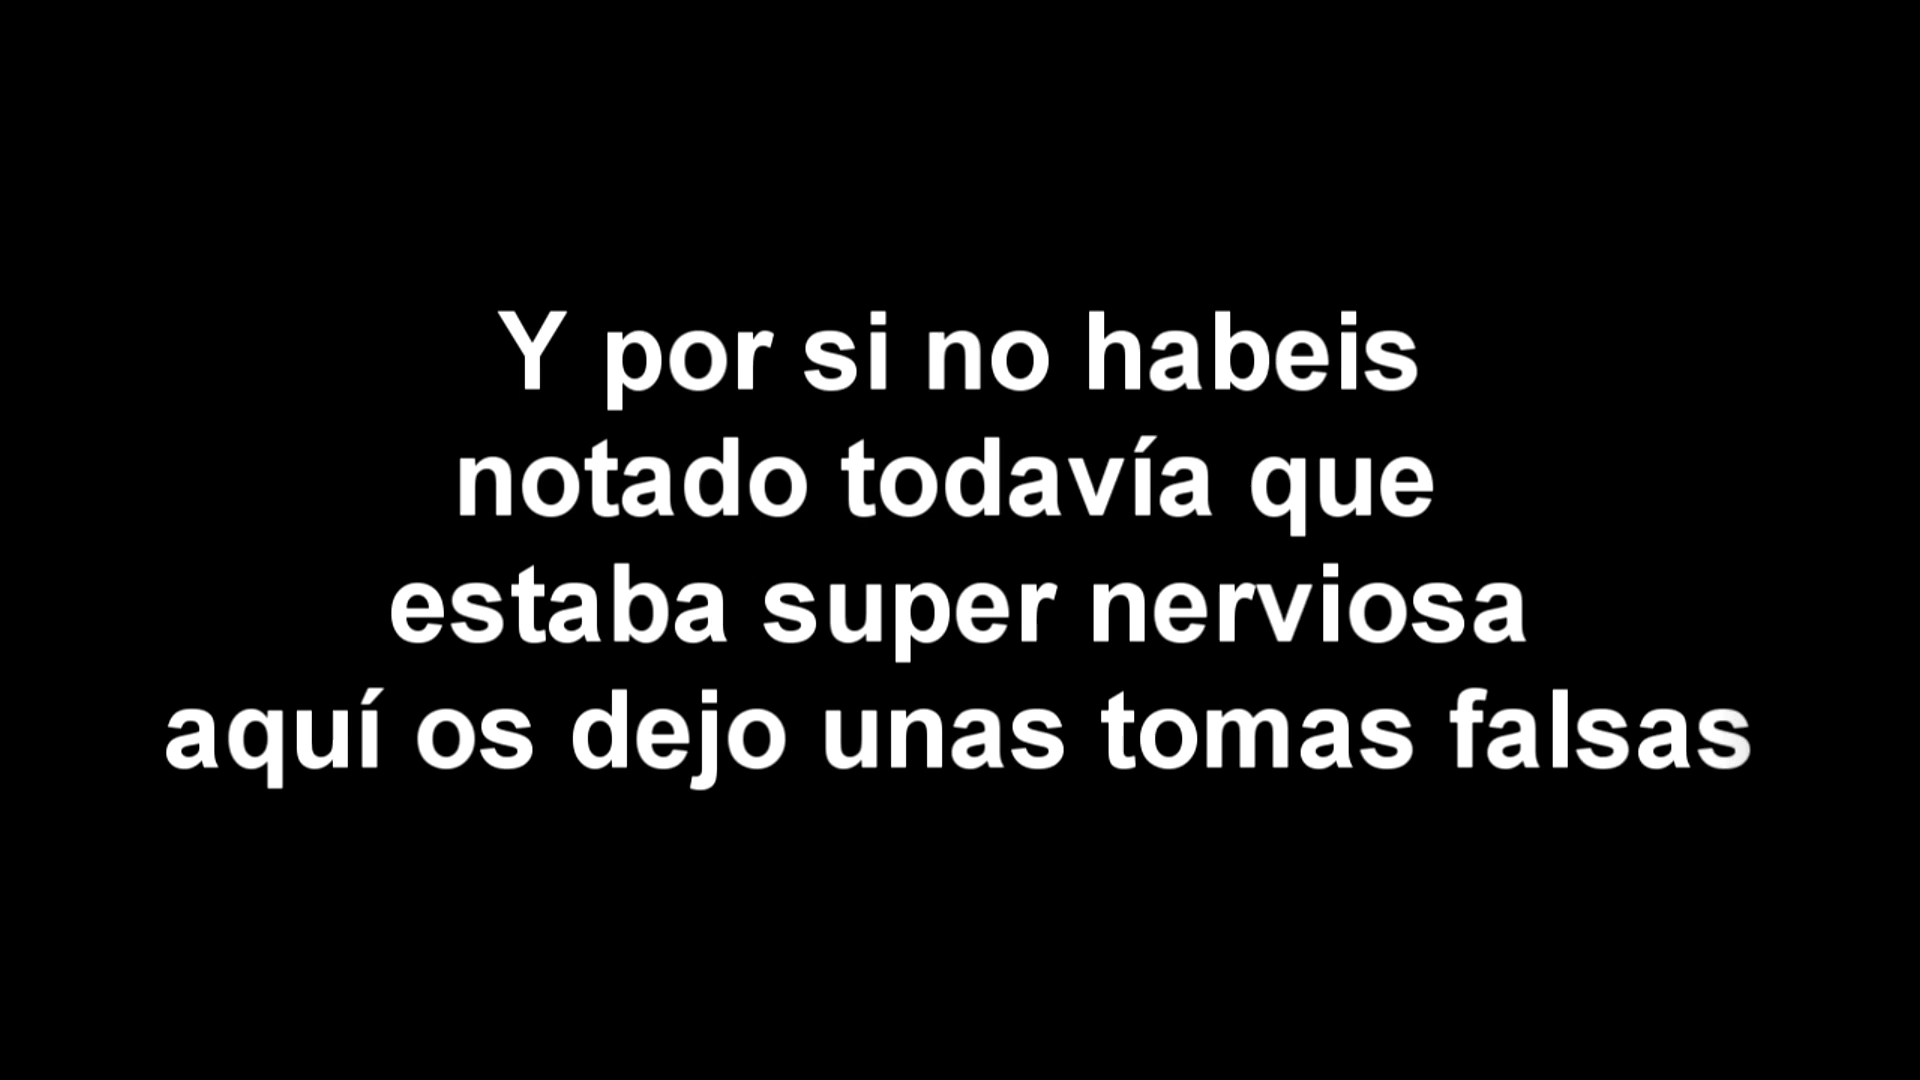 Y por si no habeis
notado todavía que
estaba super nerviosa
aquí os dejo unas tomas falsas